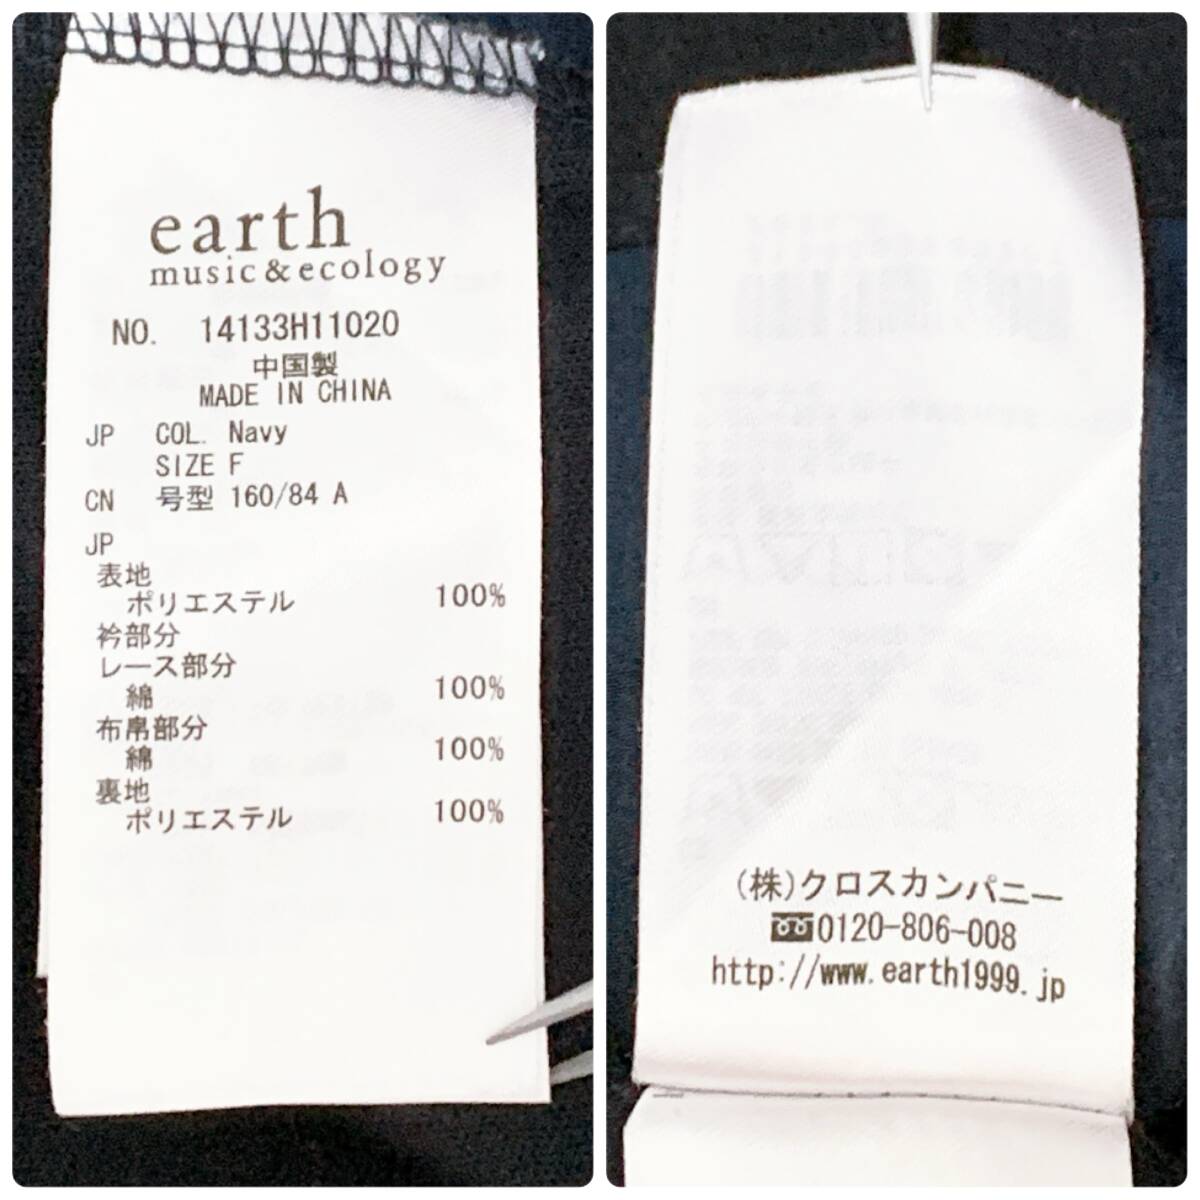 earth
music&ecology
NO. 14133H11020
中国製
MADE IN CHINA
JP COL. Navy
SIZE F
CN 号型 160/84 A
JP
表地
ポリエステル 100%
衿部分
レース部分
綿 100%
布帛部分
綿 100%
裏地
ポリエステル 100%
(株)クロスカンパニー
0120-806-008
http://www.earth1999.jp